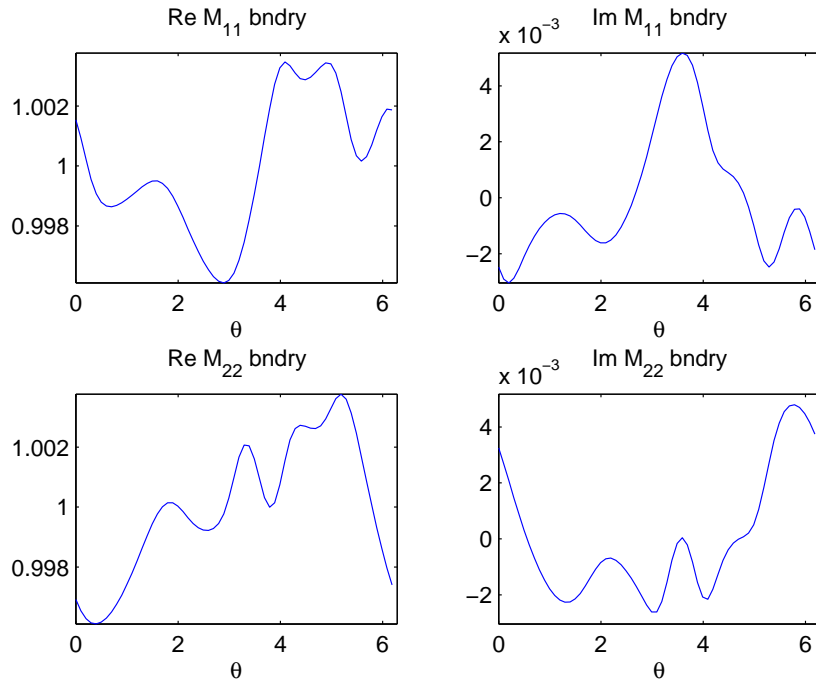 Re M11 bndry
1.002
1
0.998
0 2 4 6
θ
Im M11 bndry
x 10−3
4
2
0
−2
0 2 4 6
θ
Re M22 bndry
1.002
1
0.998
0 2 4 6
θ
Im M22 bndry
x 10−3
4
2
0
−2
0 2 4 6
θ